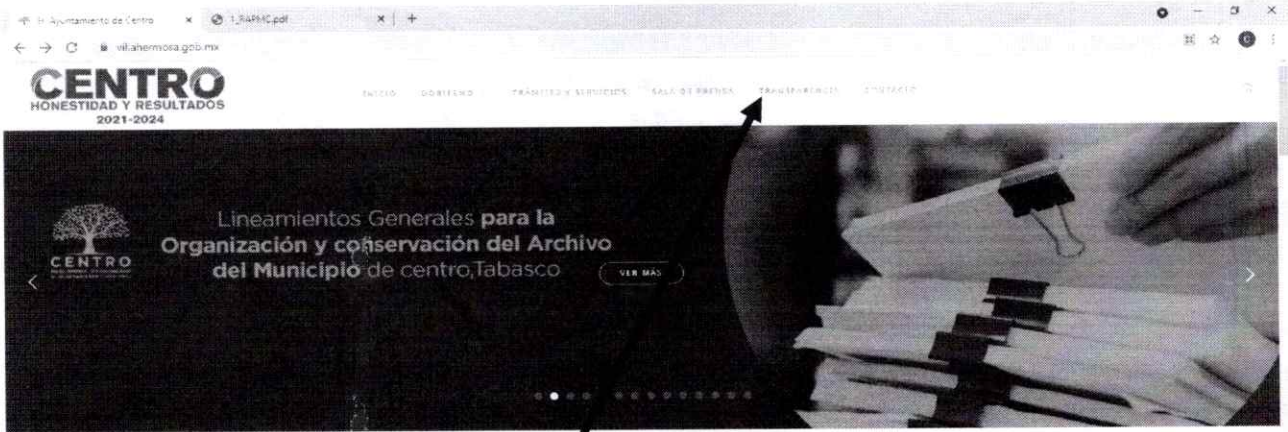 H. Ayuntamiento de Centro
1_RAPMC.pdf
villahermosa.gob.mx
CENTRO
HONESTIDAD Y RESULTADOS
2021-2024
INICIO GOBIERNO TRÁMITES Y SERVICIOS SALA DE PRENSA TRANSPARENCIA CONTACTO
Lineamientos Generales para la
Organización y conservación del Archivo
del Municipio de centro,Tabasco
VER MÁS
CENTRO